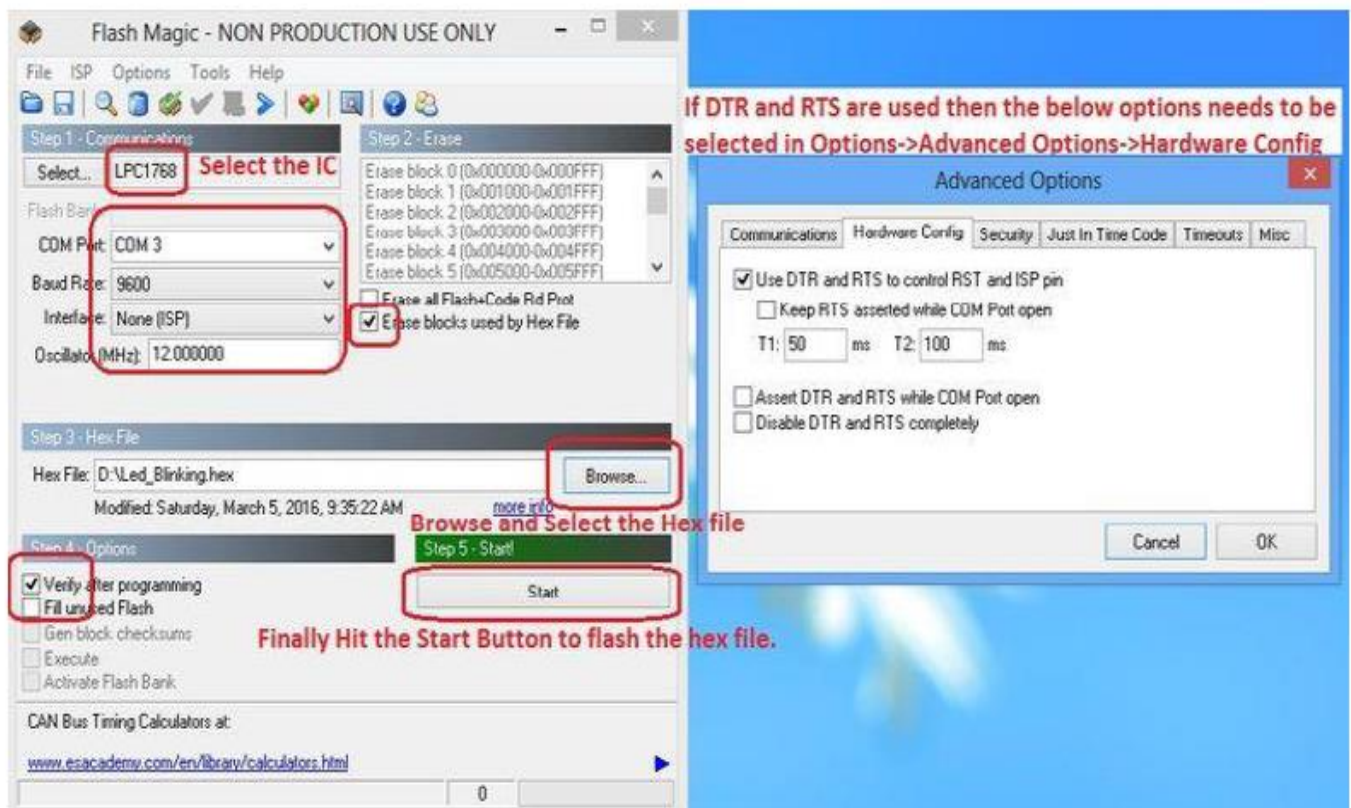 Flash Magic - NON PRODUCTION USE ONLY
File ISP Options Tools Help
Step 1 - Communications
Select... LPC1768
Select the IC
Flash Bank
COM Port: COM 3
Baud Rate: 9600
Interface: None (ISP)
Oscillator (MHz): 12.000000
Step 2 - Erase
Erase block 0 (0x000000-0x000FFF)
Erase block 1 (0x001000-0x001FFF)
Erase block 2 (0x002000-0x002FFF)
Erase block 3 (0x003000-0x003FFF)
Erase block 4 (0x004000-0x004FFF)
Erase block 5 (0x005000-0x005FFF)
Erase all Flash+Code Rd Prot
Erase blocks used by Hex File
Step 3 - Hex File
Hex File: D:\Led_Blinking.hex
Browse...
Modified: Saturday, March 5, 2016, 9:35:22 AM
more info
Browse and Select the Hex file
Step 4 - Options
Verify after programming
Fill unused Flash
Gen block checksums
Execute
Activate Flash Bank
Step 5 - Start!
Start
Finally Hit the Start Button to flash the hex file.
CAN Bus Timing Calculators at:
www.esacademy.com/en/library/calculators.html
0
If DTR and RTS are used then the below options needs to be
selected in Options->Advanced Options->Hardware Config
Advanced Options
Communications Hardware Config Security Just In Time Code Timeouts Misc
Use DTR and RTS to control RST and ISP pin
Keep RTS asserted while COM Port open
T1: 50 ms T2: 100 ms
Assert DTR and RTS while COM Port open
Disable DTR and RTS completely
Cancel OK